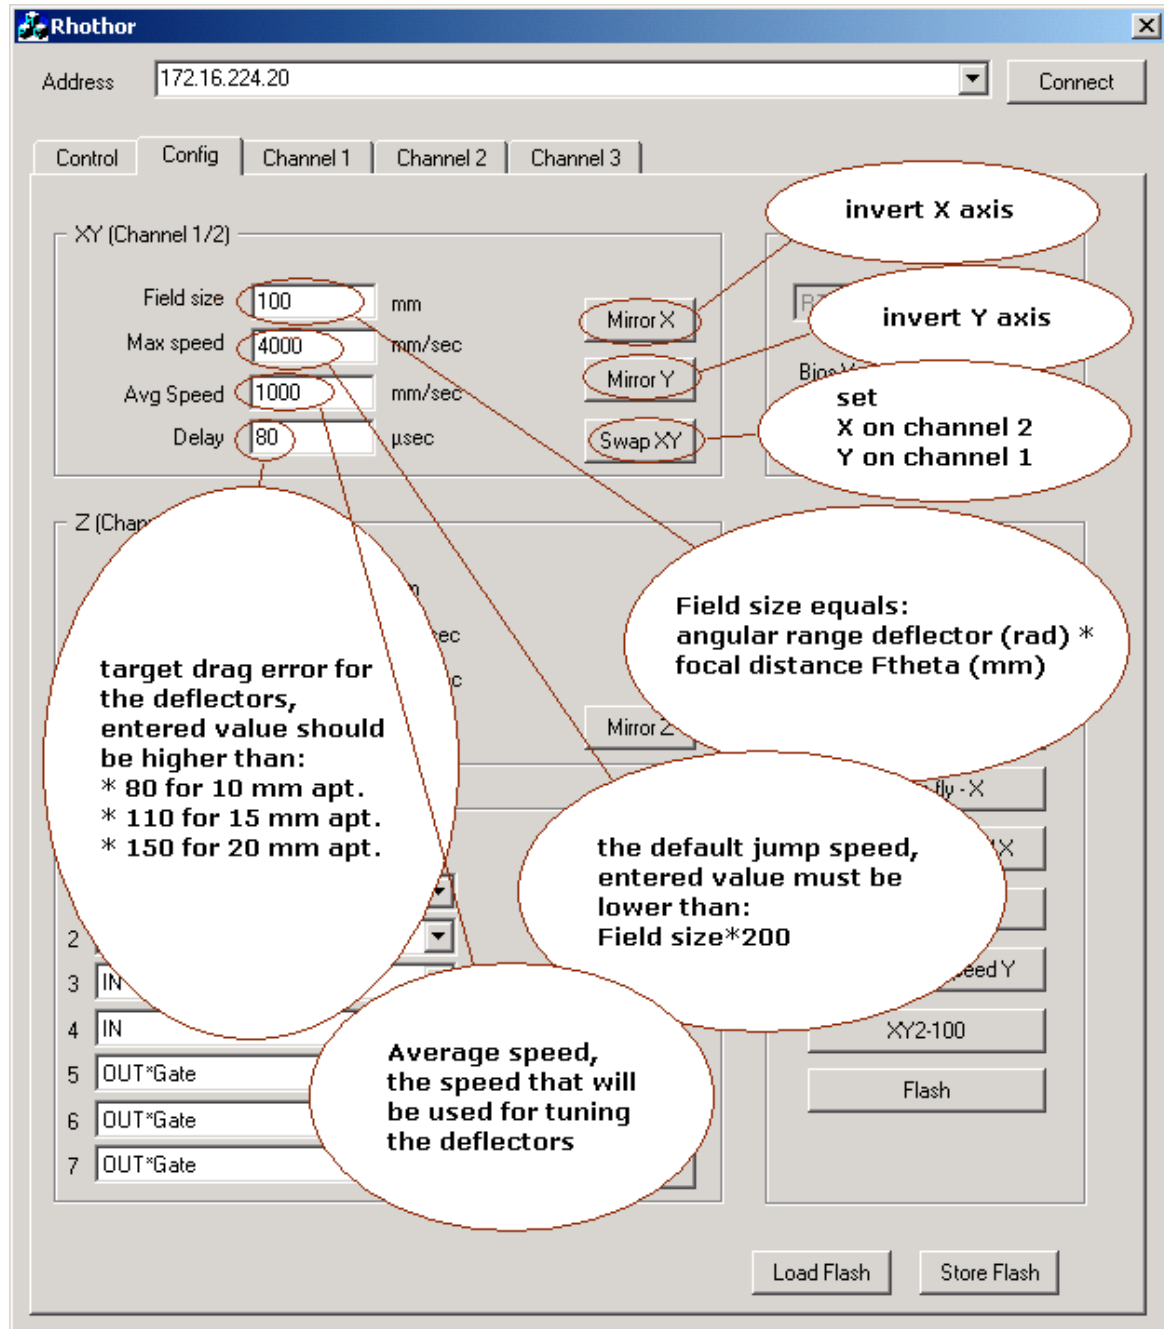 Rhothor
Address 172.16.224.20 Connect
Control Config Channel 1 Channel 2 Channel 3
XY (Channel 1/2)
Field size 100 mm
Max speed 4000 mm/sec
Avg Speed 1000 mm/sec
Delay 80 µsec
Mirror X
Mirror Y
Swap XY
invert X axis
invert Y axis
set
X on channel 2
Y on channel 1
Field size equals:
angular range deflector (rad) *
focal distance Ftheta (mm)
target drag error for
the deflectors,
entered value should
be higher than:
* 80 for 10 mm apt.
* 110 for 15 mm apt.
* 150 for 20 mm apt.
Mirror Z
the default jump speed,
entered value must be
lower than:
Field size*200
Average speed,
the speed that will
be used for tuning
the deflectors
2
3 IN
4 IN
5 OUT*Gate
6 OUT*Gate
7 OUT*Gate
fly - X
X
Y
XY2-100
Flash
Load Flash Store Flash